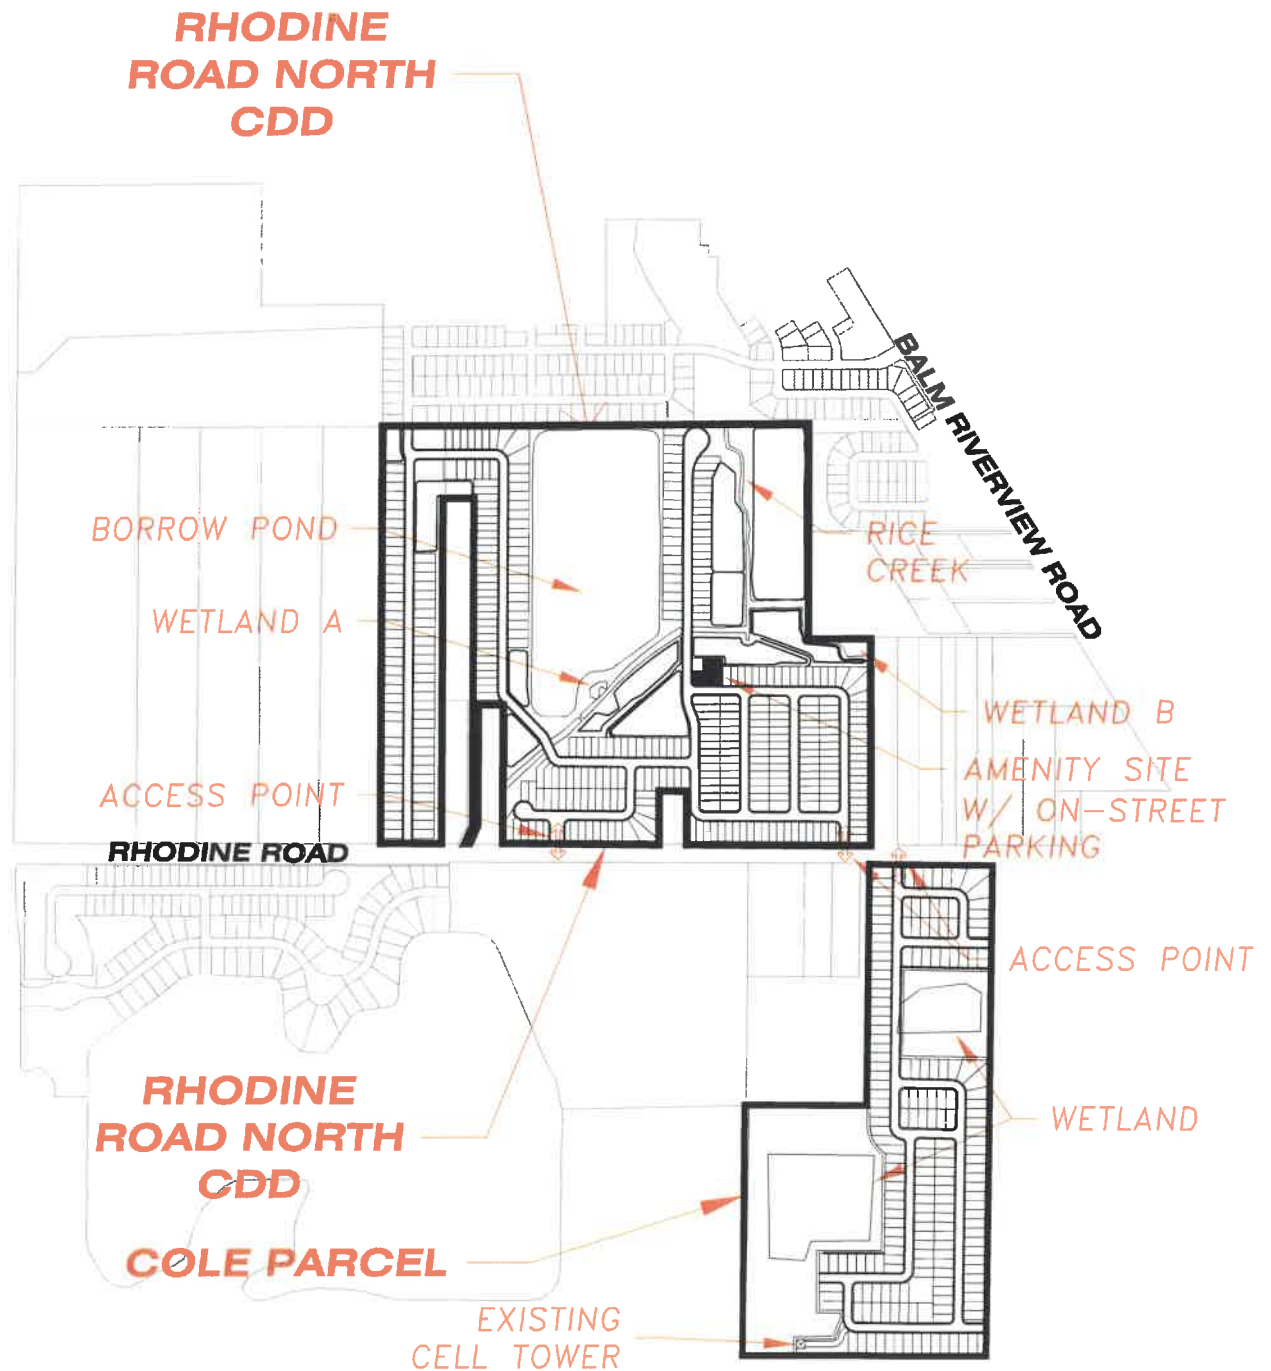 RHODINE
ROAD NORTH
CDD
BALM RIVERVIEW ROAD
BORROW POND
RICE
CREEK
WETLAND A
WETLAND B
AMENITY SITE
W/ ON-STREET
PARKING
ACCESS POINT
RHODINE ROAD
ACCESS POINT
RHODINE
ROAD NORTH
CDD
WETLAND
COLE PARCEL
EXISTING
CELL TOWER